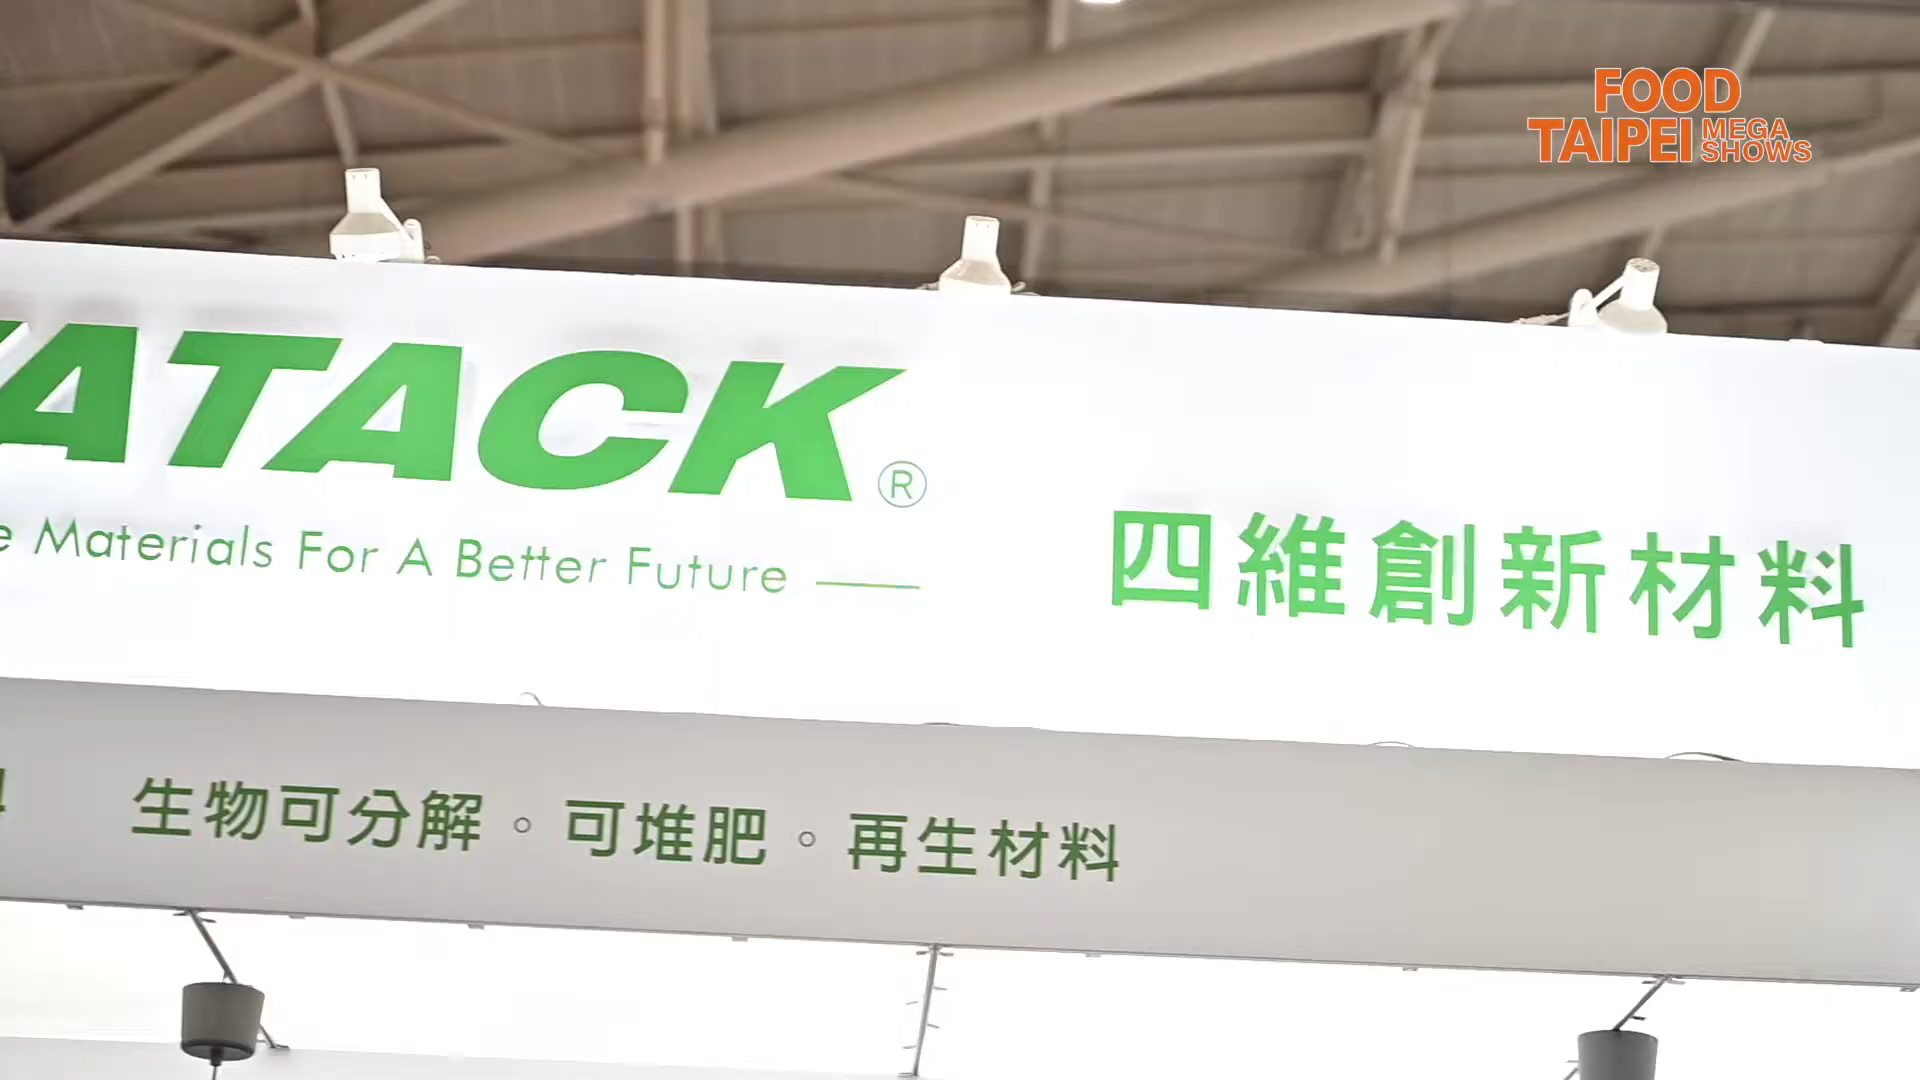 FOOD
TAIPEI MEGA
SHOWS
ATACK®
Materials For A Better Future
四維創新材料
生物可分解。可堆肥。再生材料